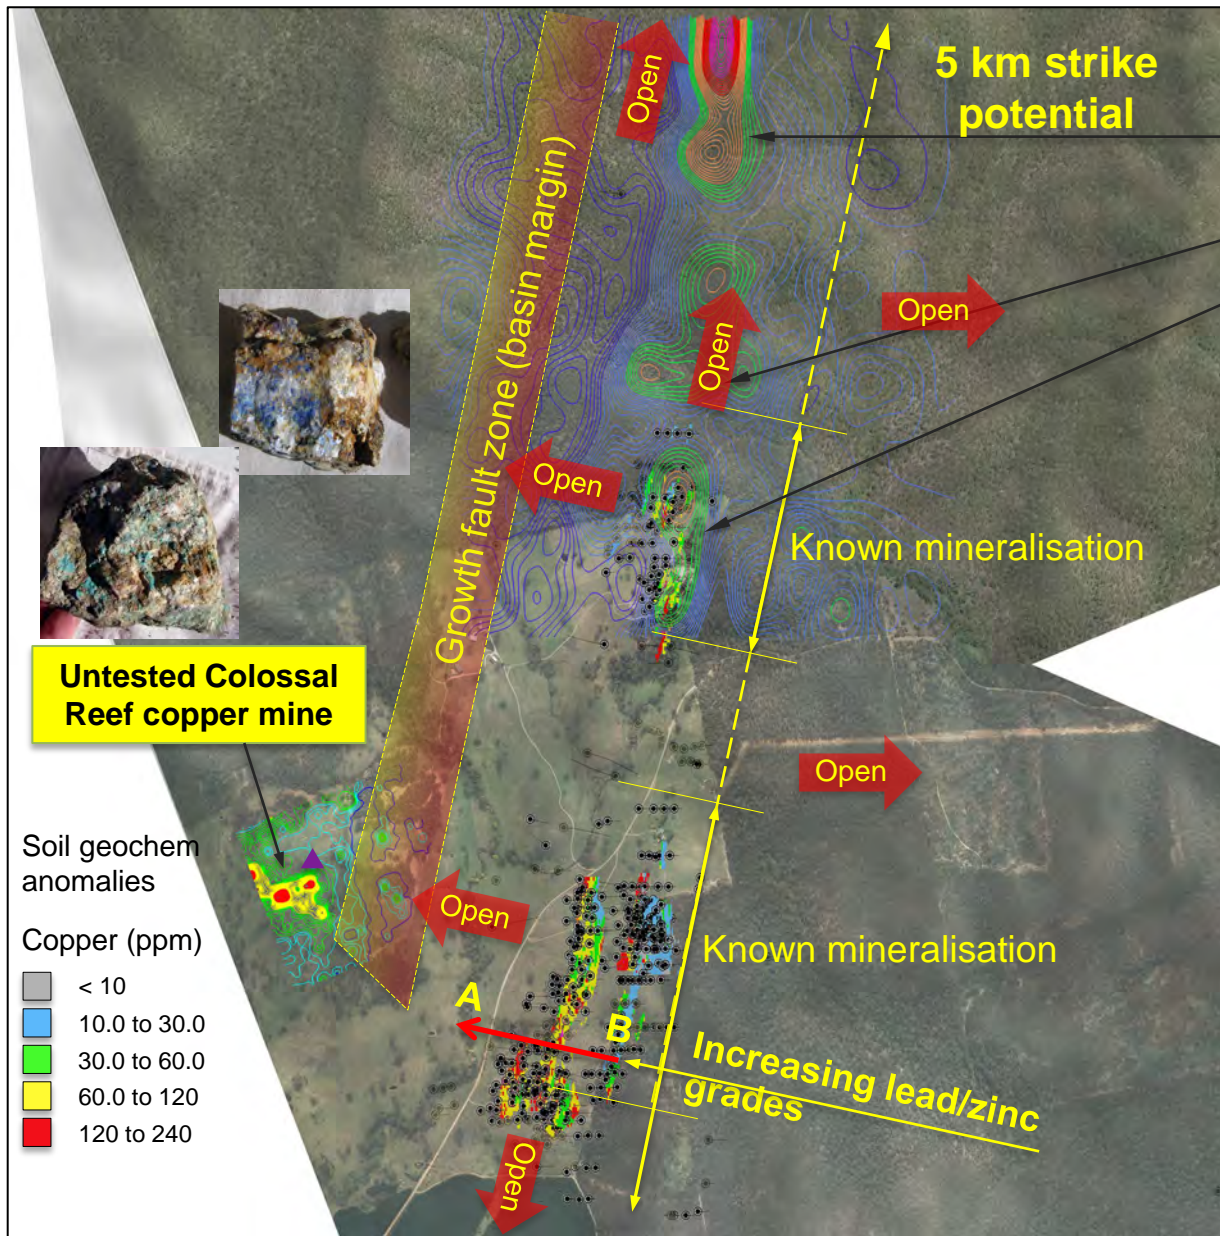 5 km strike
potential
Open
Open
Open
Growth fault zone (basin margin)
Open
Known mineralisation
Untested Colossal
Reef copper mine
Open
Soil geochem
anomalies
Copper (ppm)
< 10
10.0 to 30.0
30.0 to 60.0
60.0 to 120
120 to 240
Open
Known mineralisation
A
B
Increasing lead/zinc
grades
Open